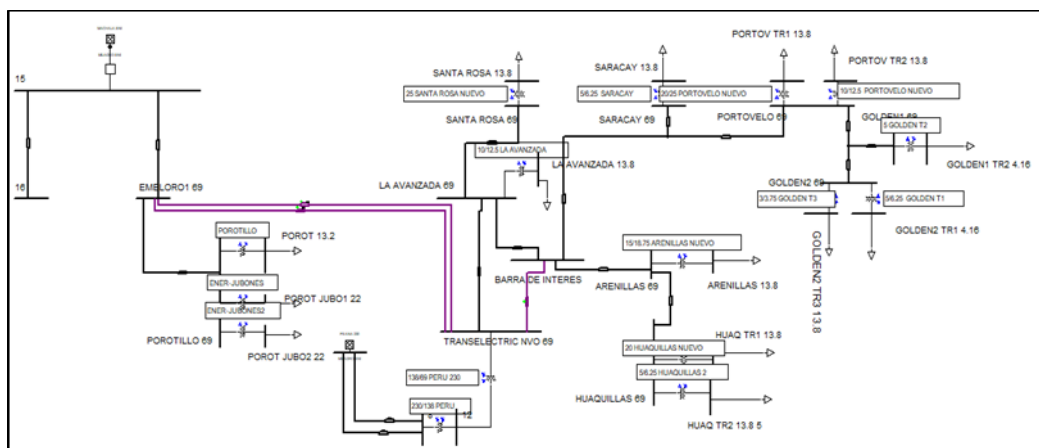 PORTOV TR1 13.8
15
SANTA ROSA 13.8
SARACAY 13.8
PORTOV TR2 13.8
25 SANTA ROSA NUEVO
5/6.25 SARACAY
20/25 PORTOVELO NUEVO
10/12.5 PORTOVELO NUEVO
SANTA ROSA 69
SARACAY 69
PORTOVELO 69
GOLDEN1 69
5 GOLDEN T2
10/12.5 LA AVANZADA
LA AVANZADA 13.8
GOLDEN1 TR2 4.16
16
EMELORO1 69
LA AVANZADA 69
GOLDEN2 69
3/3.75 GOLDEN T3
5/6.25 GOLDEN T1
POROTILLO
POROT 13.2
GOLDEN2 TR1 4.16
15/18.75 ARENILLAS NUEVO
GOLDEN2 TR3 13.8
ENER-JUBONES
BARRA DE INTERES
ARENILLAS 69
ARENILLAS 13.8
POROT JUBO1 22
ENER-JUBONES2
POROTILLO 69
POROT JUBO2 22
TRANSELECTRIC NVO 69
HUAQ TR1 13.8
20 HUAQUILLAS NUEVO
138/69 PERU 230
5/6.25 HUAQUILLAS 2
HUAQUILLAS 69
230/138 PERU
12
HUAQ TR2 13.8 5